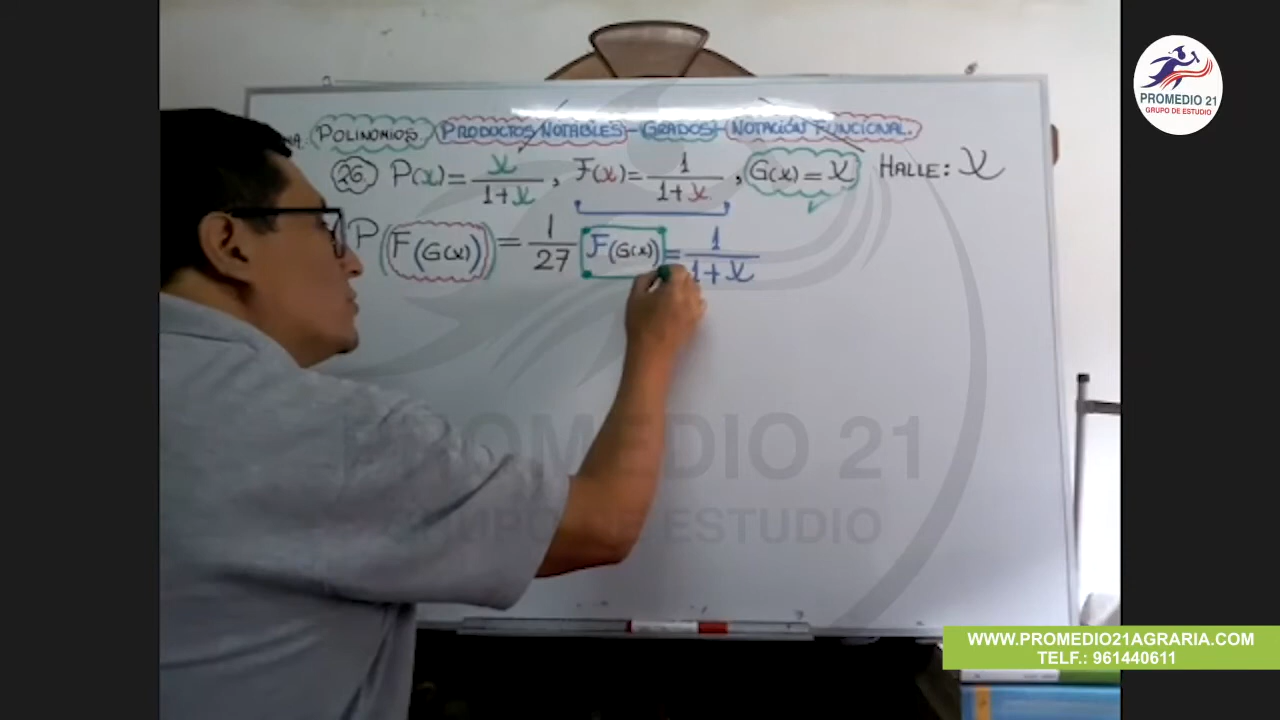 PROMEDIO 21
GRUPO DE ESTUDIO
MA: POLINOMIOS PRODUCTOS NOTABLES - GRADOS - NOTACIÓN FUNCIONAL.
26 P(x) = x/(1+x), F(x) = 1/(1+x), G(x) = x HALLE: x
P(F(G(x))) = 1/27 F(G(x)) = 1/(1+x)
PROMEDIO 21
GRUPO DE ESTUDIO
WWW.PROMEDIO21AGRARIA.COM
TELF.: 961440611